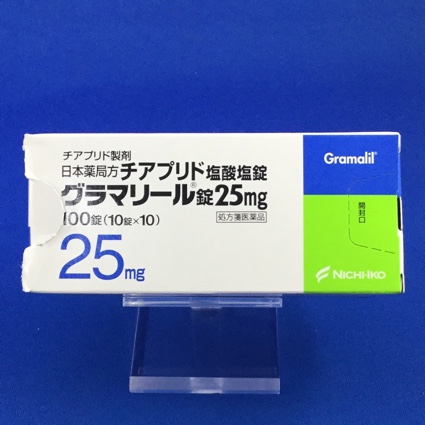 チアプリド製剤
日本薬局方チアプリド塩酸塩錠
グラマリール®錠25mg
100錠(10錠×10)
処方箋医薬品
25mg
Gramalil®
開封口
NICHI-IKO